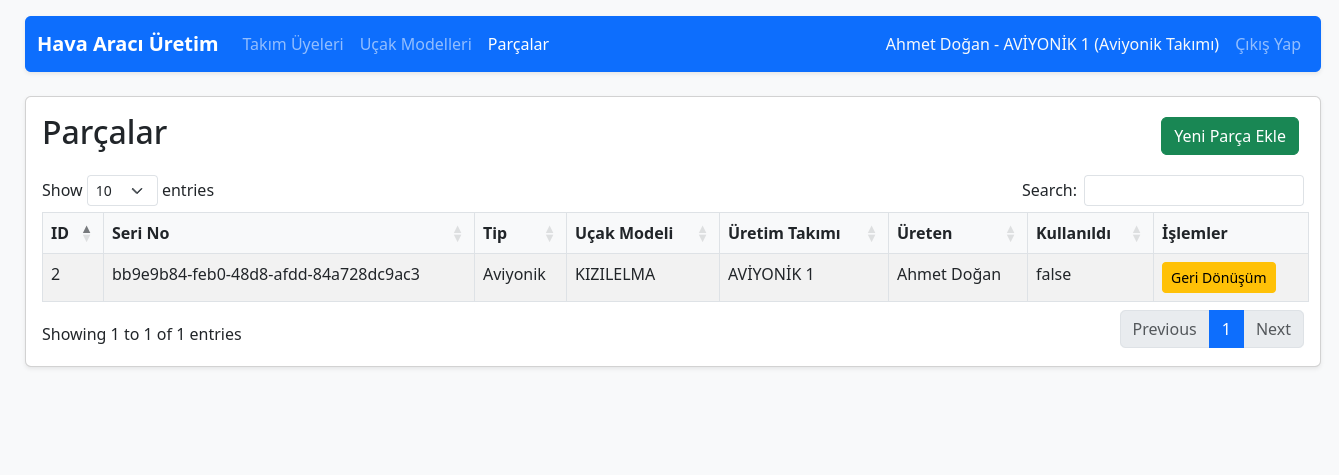 Hava Aracı Üretim Takım Üyeleri Uçak Modelleri Parçalar Ahmet Doğan - AVİYONİK 1 (Aviyonik Takımı) Çıkış Yap
Parçalar Yeni Parça Ekle
Show 10 entries Search:
ID Seri No Tip Uçak Modeli Üretim Takımı Üreten Kullanıldı İşlemler
2 bb9e9b84-feb0-48d8-afdd-84a728dc9ac3 Aviyonik KIZILELMA AVİYONİK 1 Ahmet Doğan false Geri Dönüşüm
Showing 1 to 1 of 1 entries Previous 1 Next